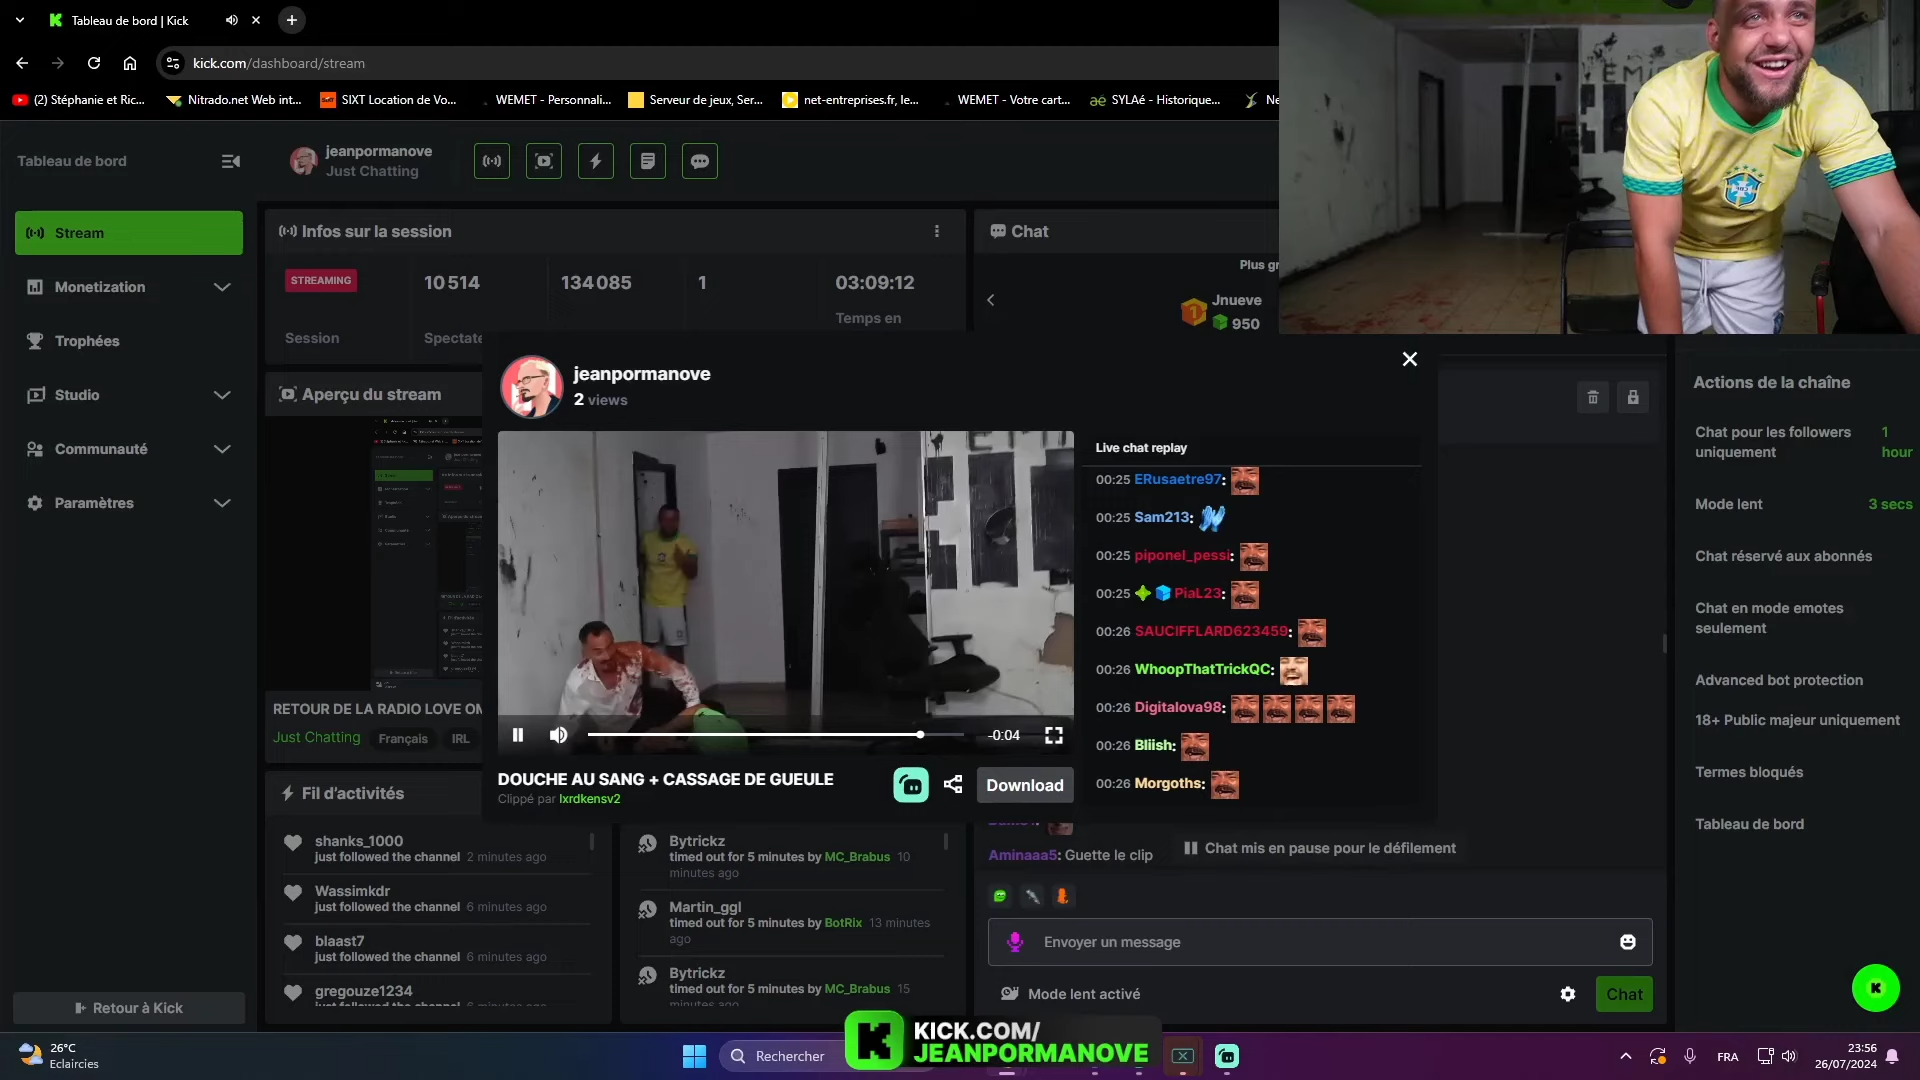 Tableau de bord | Kick
kick.com/dashboard/stream
(2) Stéphanie et Ric...
Nitrado.net Web int...
SIXT Location de Vo...
WEMET - Personnali...
Serveur de jeux, Ser...
net-entreprises.fr, le...
WEMET - Votre cart...
SYLAé - Historique...
Tableau de bord
jeanpormanove
Just Chatting
Stream
Monetization
Trophées
Studio
Communauté
Paramètres
Retour à Kick
Infos sur la session
STREAMING
10 514
134 085
1
03:09:12
Session
Spectate
Temps en
Chat
Plus gr
Jnueve
950
Aperçu du stream
RETOUR DE LA RADIO LOVE OM
Just Chatting
Français
IRL
jeanpormanove
2 views
-0:04
DOUCHE AU SANG + CASSAGE DE GUEULE
Clippé par lxrdkensv2
Download
Live chat replay
00:25 ERusaetre97:
00:25 Sam213:
00:25 piponel_pessi:
00:25 PiaL23:
00:26 SAUCIFFLARD623459:
00:26 WhoopThatTrickQC:
00:26 Digitalova98:
00:26 Bliish:
00:26 Morgoths:
Fil d'activités
shanks_1000
just followed the channel 2 minutes ago
Wassimkdr
just followed the channel 6 minutes ago
blaast7
just followed the channel 6 minutes ago
gregouze1234
Bytrickz
timed out for 5 minutes by MC_Brabus 10
minutes ago
Martin_ggl
timed out for 5 minutes by BotRix 13 minutes
ago
Bytrickz
timed out for 5 minutes by MC_Brabus 15
minutes ago
Aminaaa5: Guette le clip
Chat mis en pause pour le défilement
Envoyer un message
Mode lent activé
Chat
Actions de la chaîne
Chat pour les followers
uniquement
1
hour
Mode lent
3 secs
Chat réservé aux abonnés
Chat en mode emotes
seulement
Advanced bot protection
18+ Public majeur uniquement
Termes bloqués
Tableau de bord
26°C
Eclaircies
Rechercher
KICK.COM/
JEANPORMANOVE
FRA
23:56
26/07/2024